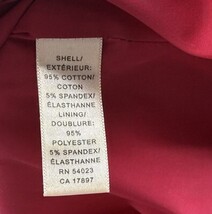 SHELL/
EXTÉRIEUR:
95% COTTON/
COTON
5% SPANDEX/
ÉLASTHANNE
LINING/
DOUBLURE:
95%
POLYESTER
5% SPANDEX/
ÉLASTHANNE
RN 54023
CA 17897